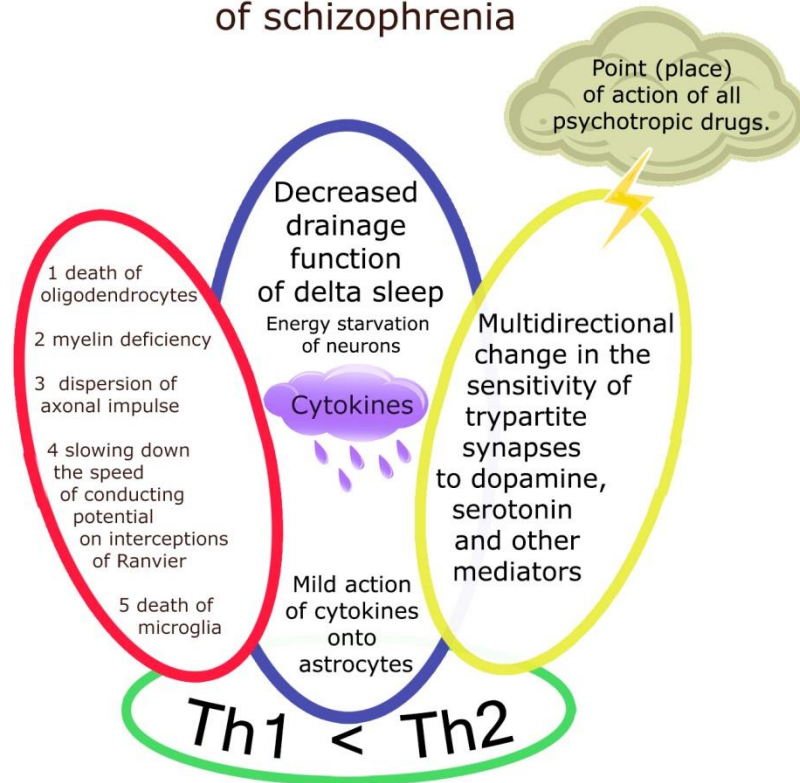 of schizophrenia
Point (place)
of action of all
psychotropic drugs.
1 death of
oligodendrocytes
2 myelin deficiency
3 dispersion of
axonal impulse
4 slowing down
the speed
of conducting
potential
on interceptions
of Ranvier
5 death of
microglia
Decreased
drainage
function
of delta sleep
Energy starvation
of neurons
Cytokines
Mild action
of cytokines
onto
astrocytes
Multidirectional
change in the
sensitivity of
trypartite
synapses
to dopamine,
serotonin
and other
mediators
Th1 < Th2